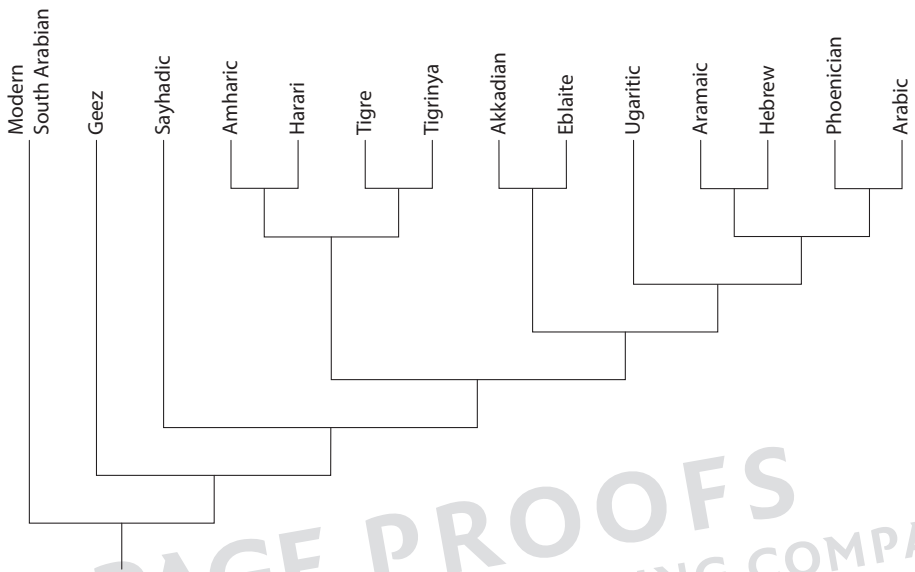 Modern
South Arabian
Geez
Sayhadic
Amharic
Harari
Tigre
Tigrinya
Akkadian
Eblaite
Ugaritic
Aramaic
Hebrew
Phoenician
Arabic
PAGE PROOFS